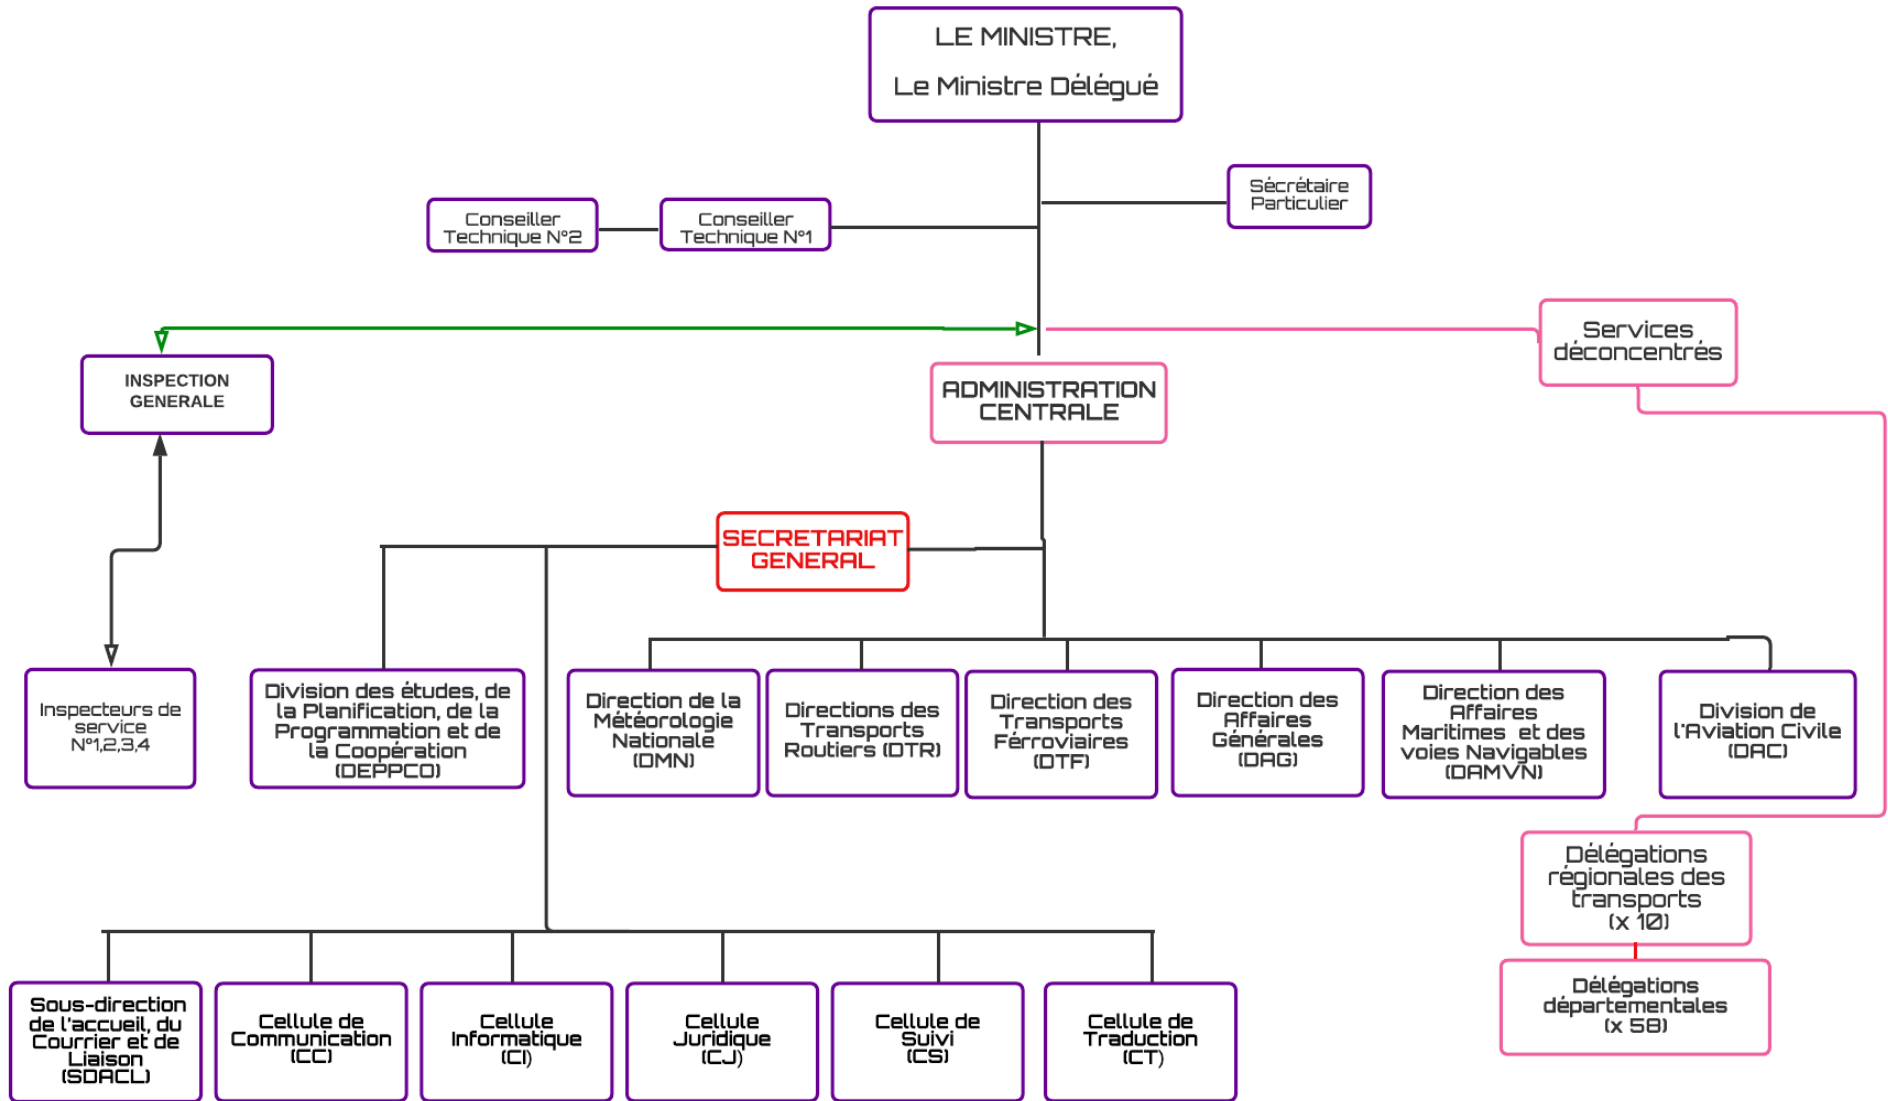 LE MINISTRE,
Le Ministre Délégué
Sécrétaire
Particulier
Conseiller
Technique N°2
Conseiller
Technique N°1
Services
déconcentrés
INSPECTION
GENERALE
ADMINISTRATION
CENTRALE
SECRETARIAT
GENERAL
Inspecteurs de
service
N°1,2,3,4
Division des études, de
la Planification, de la
Programmation et de
la Coopération
(DEPPCO)
Direction de la
Météorologie
Nationale
(DMN)
Directions des
Transports
Routiers (DTR)
Direction des
Transports
Férroviaires
(DTF)
Direction des
Affaires
Générales
(DAG)
Direction des
Affaires
Maritimes et des
voies Navigables
(DAMVN)
Division de
l'Aviation Civile
(DAC)
Délégations
régionales des
transports
(x 10)
Délégations
départementales
(x 58)
Sous-direction
de l'accueil, du
Courrier et de
Liaison
(SDACL)
Cellule de
Communication
(CC)
Cellule
Informatique
(CI)
Cellule
Juridique
(CJ)
Cellule de
Suivi
(CS)
Cellule de
Traduction
(CT)